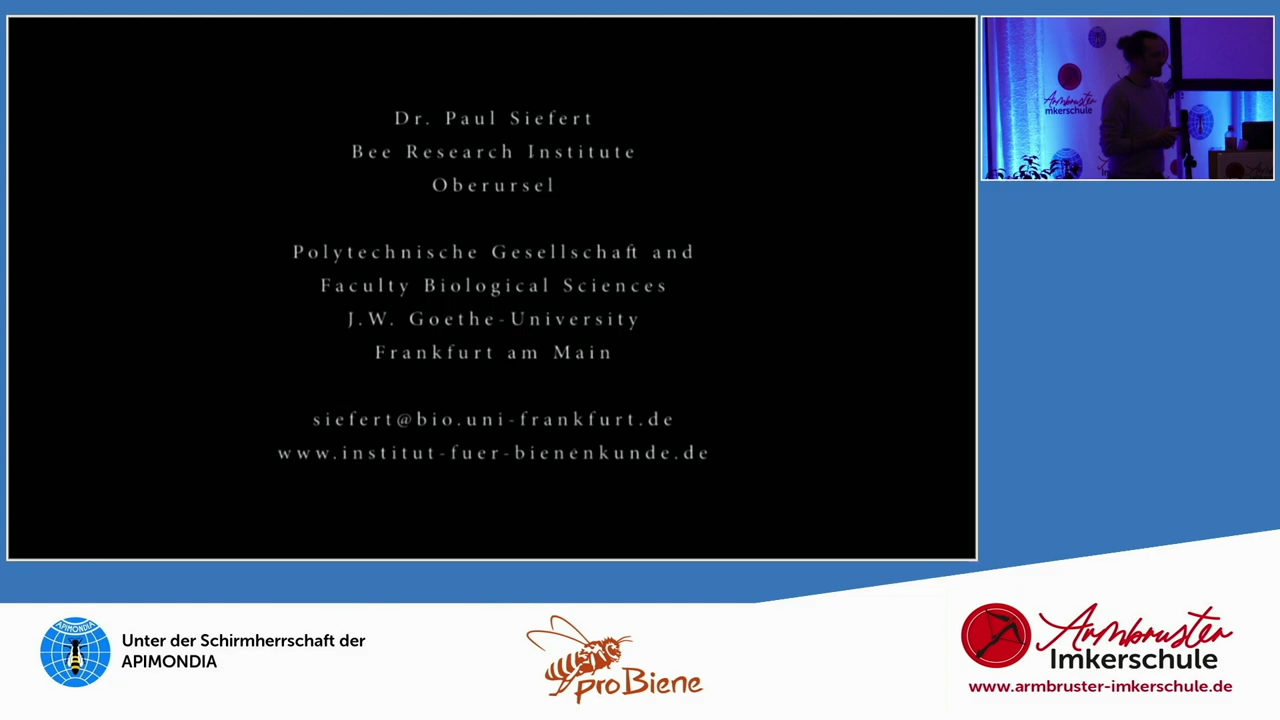 Dr. Paul Siefert
Bee Research Institute
Oberursel
Polytechnische Gesellschaft and
Faculty Biological Sciences
J.W. Goethe-University
Frankfurt am Main
siefert@bio.uni-frankfurt.de
www.institut-fuer-bienenkunde.de
Armbruster
Imkerschule
APIMONDIA
Unter der Schirmherrschaft der
APIMONDIA
proBiene
Armbruster
Imkerschule
www.armbruster-imkerschule.de